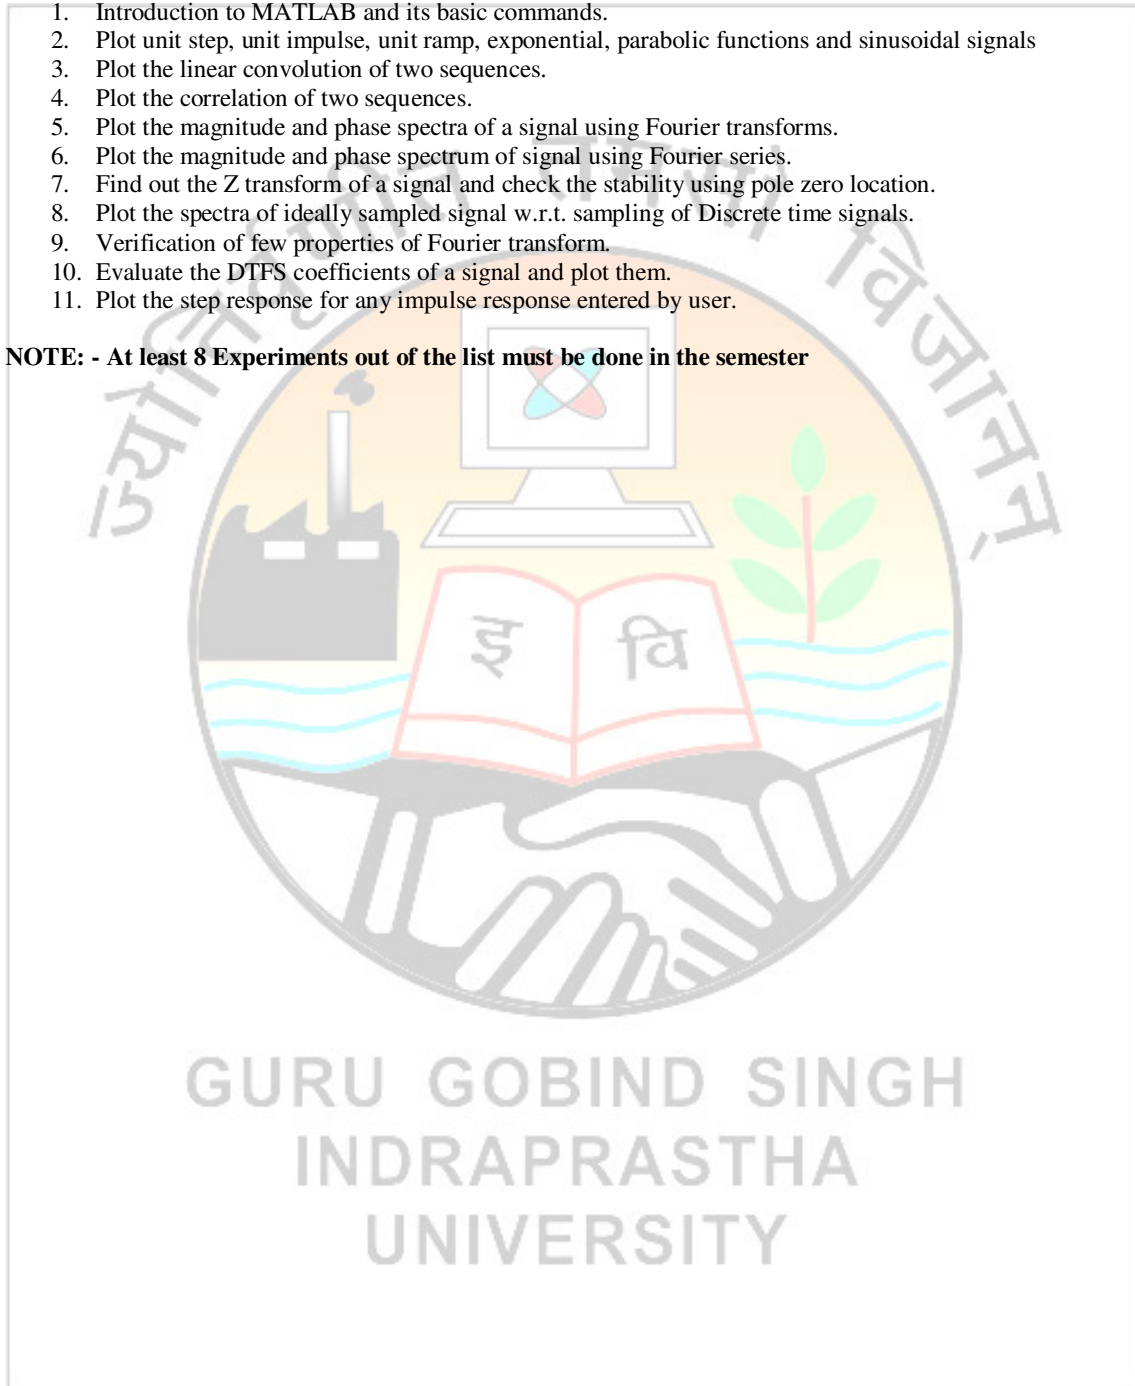 1. Introduction to MATLAB and its basic commands.
2. Plot unit step, unit impulse, unit ramp, exponential, parabolic functions and sinusoidal signals
3. Plot the linear convolution of two sequences.
4. Plot the correlation of two sequences.
5. Plot the magnitude and phase spectra of a signal using Fourier transforms.
6. Plot the magnitude and phase spectrum of signal using Fourier series.
7. Find out the Z transform of a signal and check the stability using pole zero location.
8. Plot the spectra of ideally sampled signal w.r.t. sampling of Discrete time signals.
9. Verification of few properties of Fourier transform.
10. Evaluate the DTFS coefficients of a signal and plot them.
11. Plot the step response for any impulse response entered by user.
NOTE: - At least 8 Experiments out of the list must be done in the semester
ज्योतिर्वृणीत तमसो विजानन्
इ वि
GURU GOBIND SINGH
INDRAPRASTHA
UNIVERSITY